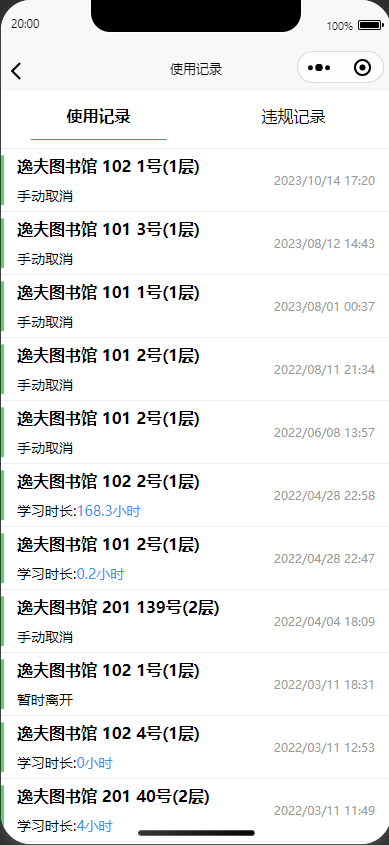 20:00
100%
使用记录
使用记录
违规记录
逸夫图书馆 102 1号(1层)
2023/10/14 17:20
手动取消
逸夫图书馆 101 3号(1层)
2023/08/12 14:43
手动取消
逸夫图书馆 101 1号(1层)
2023/08/01 00:37
手动取消
逸夫图书馆 101 2号(1层)
2022/08/11 21:34
手动取消
逸夫图书馆 101 2号(1层)
2022/06/08 13:57
手动取消
逸夫图书馆 102 2号(1层)
2022/04/28 22:58
学习时长:168.3小时
逸夫图书馆 101 2号(1层)
2022/04/28 22:47
学习时长:0.2小时
逸夫图书馆 201 139号(2层)
2022/04/04 18:09
手动取消
逸夫图书馆 102 1号(1层)
2022/03/11 18:31
暂时离开
逸夫图书馆 102 4号(1层)
2022/03/11 12:53
学习时长:0小时
逸夫图书馆 201 40号(2层)
2022/03/11 11:49
学习时长:4小时